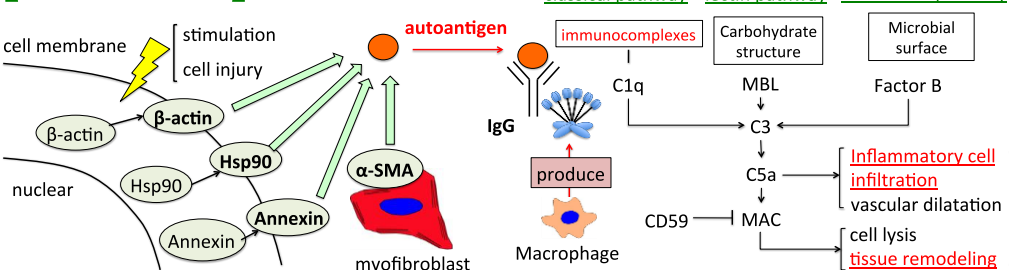 cell membrane
stimulation
cell injury
β-actin
β-actin
Hsp90
Hsp90
nuclear
Annexin
Annexin
α-SMA
myofibroblast
autoantigen
IgG
immunocomplexes
C1q
produce
Macrophage
Carbohydrate
structure
MBL
C3
C5a
CD59
MAC
Microbial
surface
Factor B
Inflammatory cell
infiltration
vascular dilatation
cell lysis
tissue remodeling